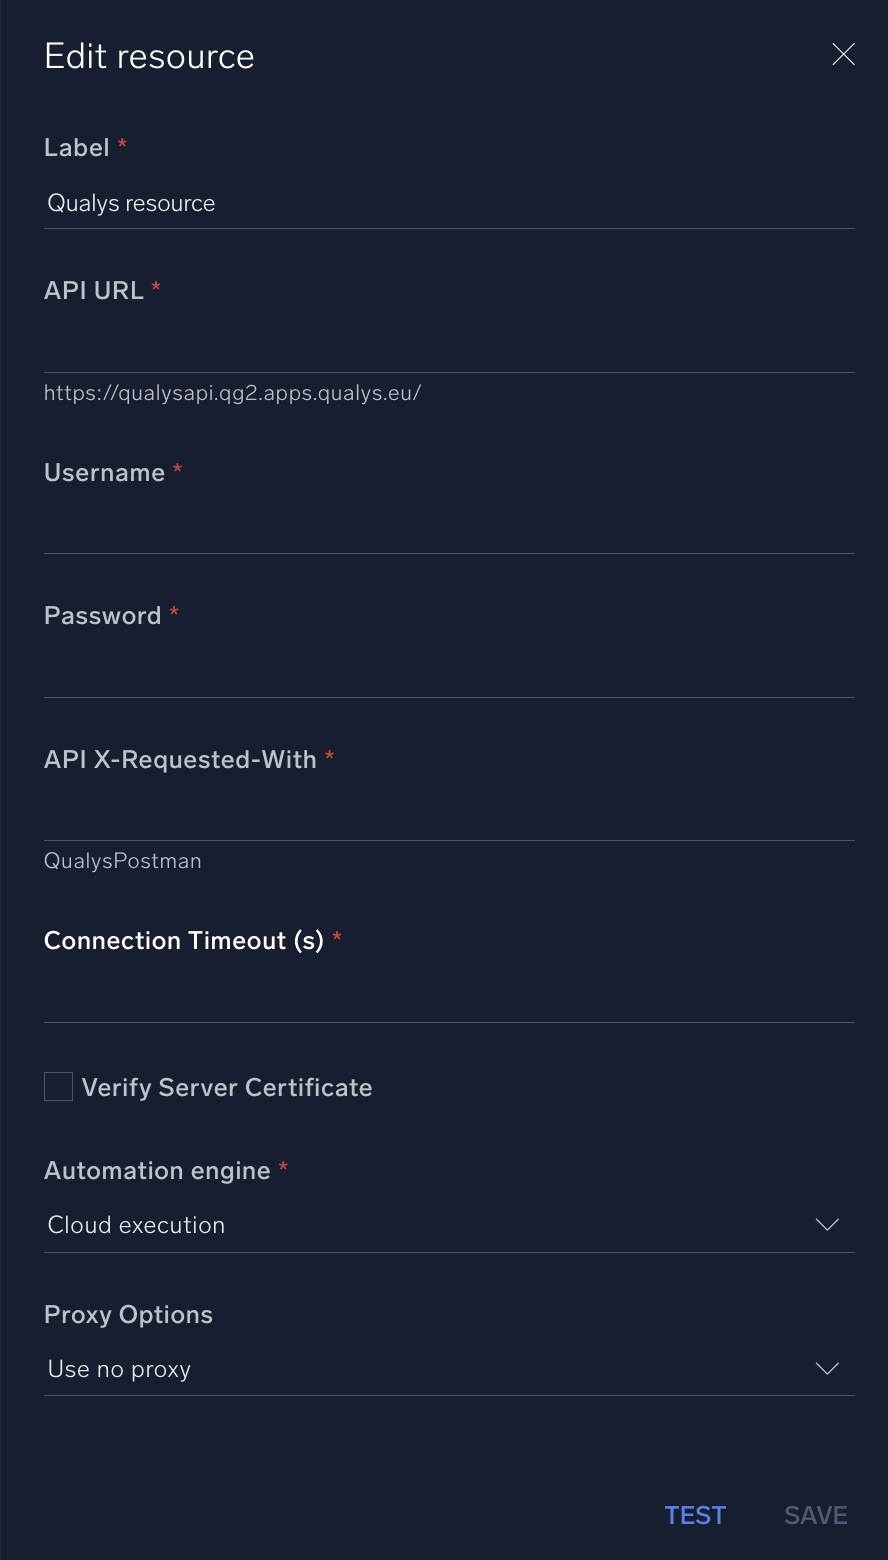 Edit resource
Label *
Qualys resource
API URL *
https://qualysapi.qg2.apps.qualys.eu/
Username *
Password *
API X-Requested-With *
QualysPostman
Connection Timeout (s) *
Verify Server Certificate
Automation engine *
Cloud execution
Proxy Options
Use no proxy
TEST SAVE